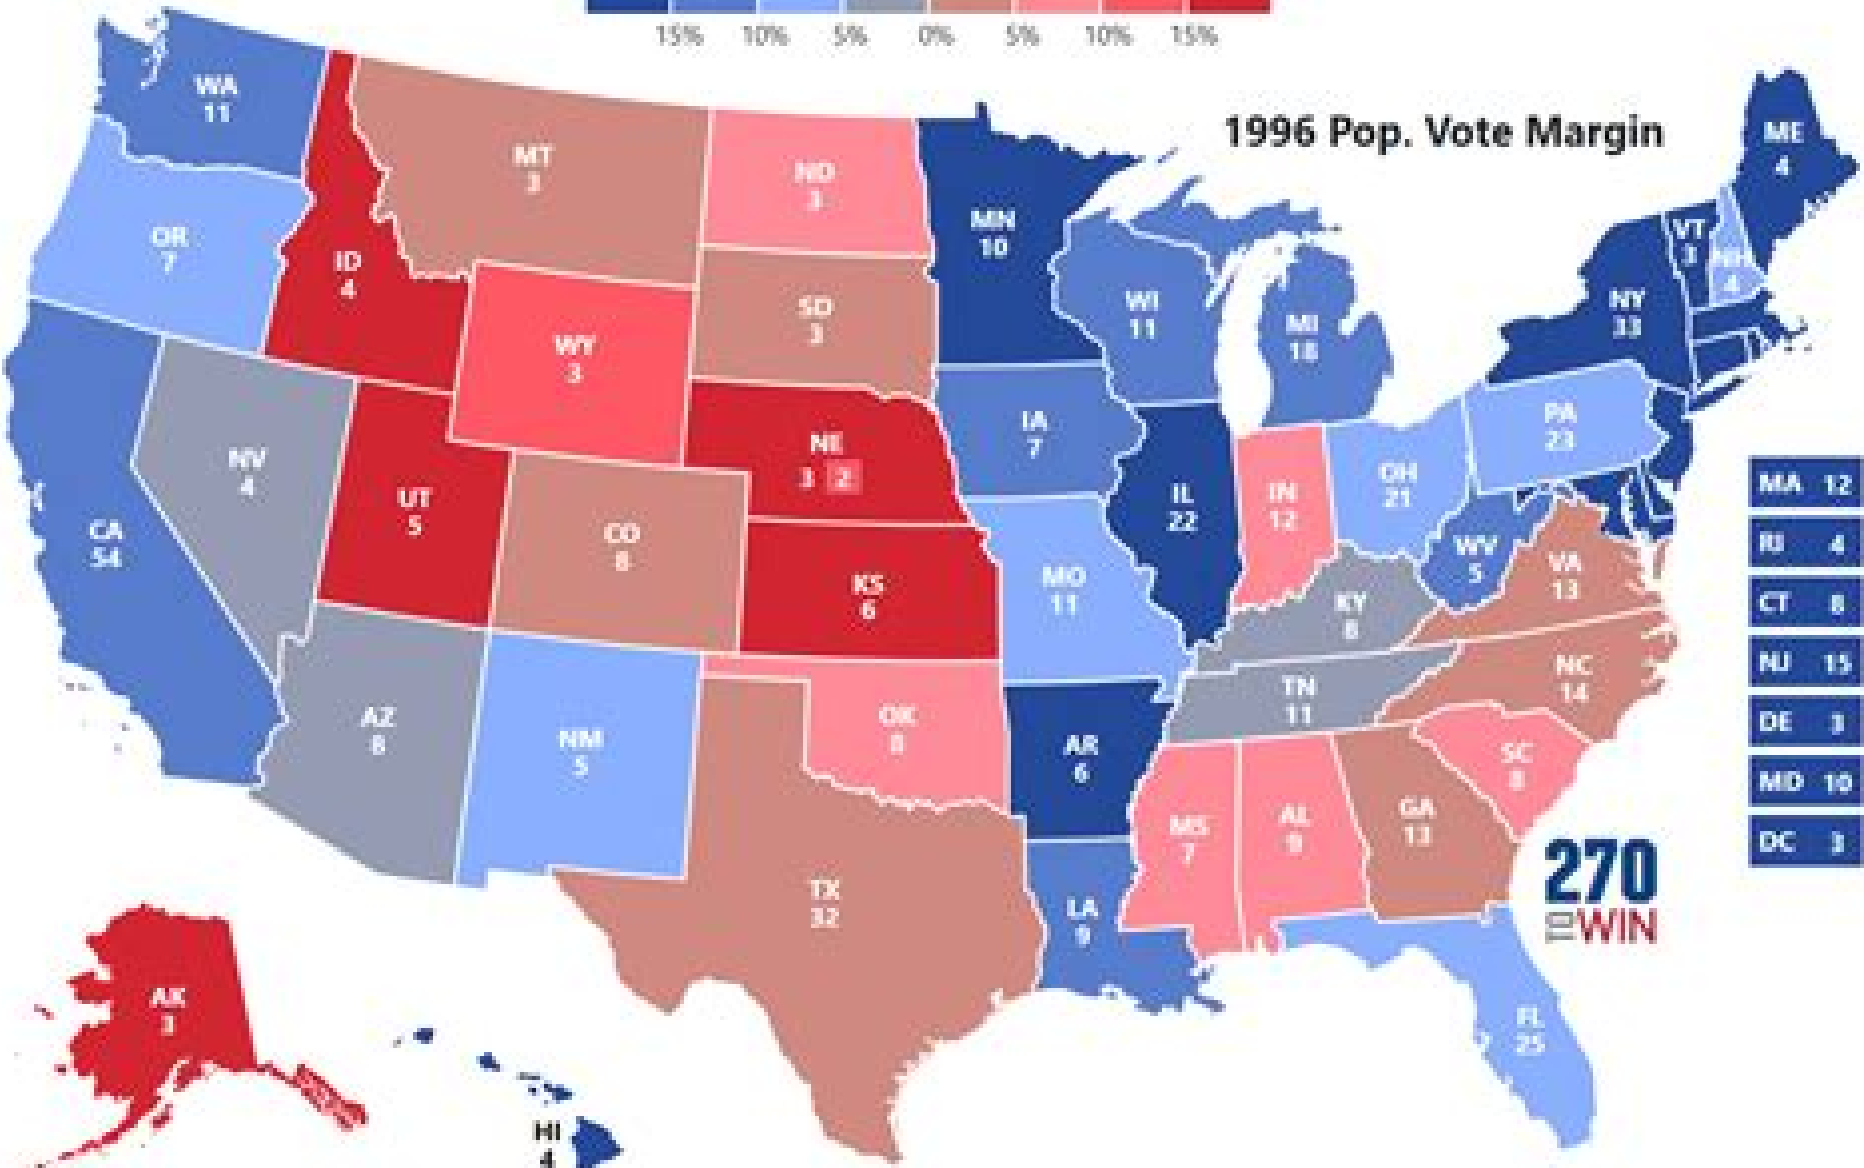 15% 10% 5% 0% 5% 10% 15%
1996 Pop. Vote Margin
WA
11
OR
7
CA
54
NV
4
ID
4
MT
3
WY
3
UT
5
AZ
8
CO
8
NM
5
ND
3
SD
3
NE
3 2
KS
6
OK
8
TX
32
MN
10
IA
7
MO
11
AR
6
LA
9
WI
11
IL
22
MI
18
IN
12
OH
21
KY
8
TN
11
MS
7
AL
9
GA
13
FL
25
SC
8
NC
14
VA
13
WV
5
PA
23
NY
33
VT
3
NH
4
ME
4
MA 12
RI 4
CT 8
NJ 15
DE 3
MD 10
DC 3
270
TO WIN
AK
3
HI
4